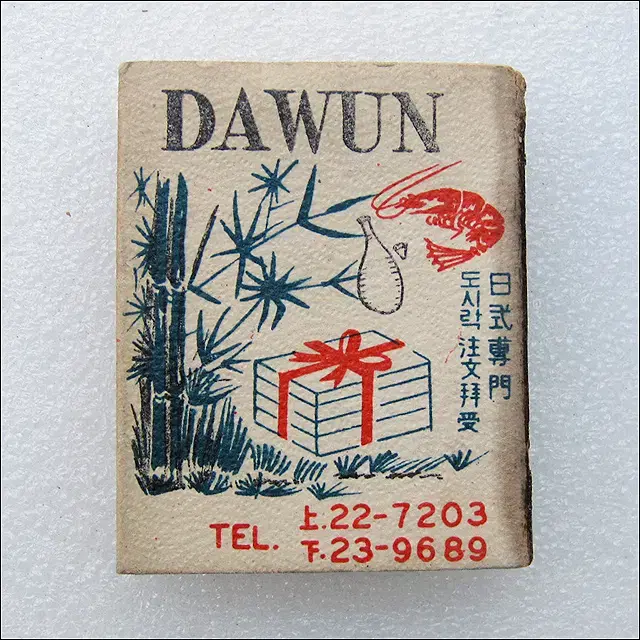 DAWUN
日式專門
도시락 注文拜受
TEL. 上.22-7203
下.23-9689